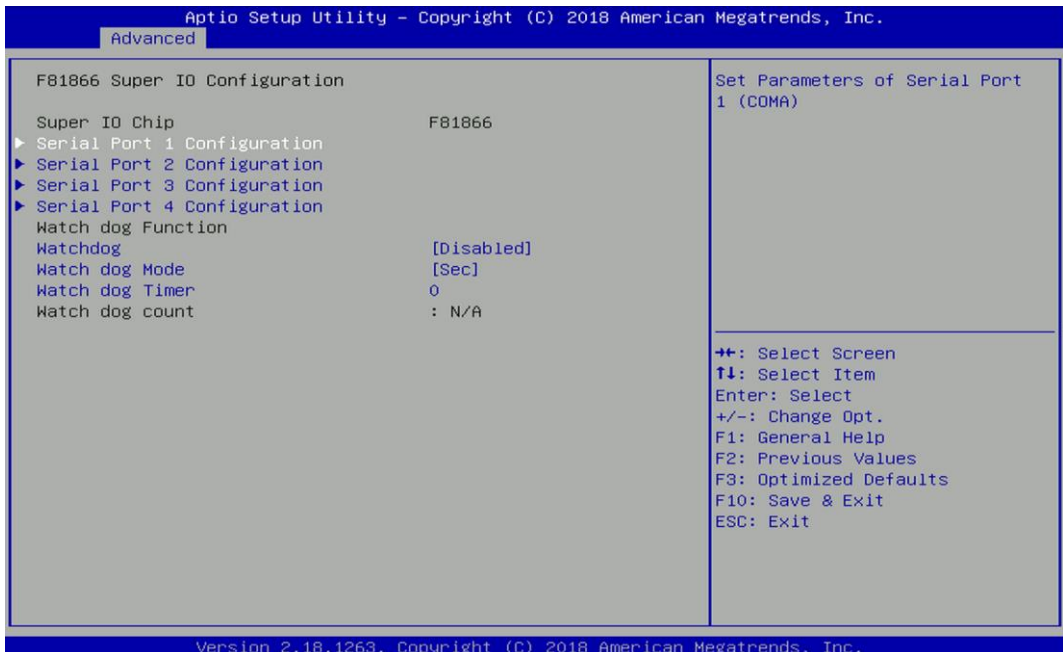 Aptio Setup Utility – Copyright (C) 2018 American Megatrends, Inc.
Advanced
F81866 Super IO Configuration
Super IO Chip F81866
Serial Port 1 Configuration
Serial Port 2 Configuration
Serial Port 3 Configuration
Serial Port 4 Configuration
Watch dog Function
Watchdog [Disabled]
Watch dog Mode [Sec]
Watch dog Timer 0
Watch dog count : N/A
Set Parameters of Serial Port
1 (COMA)
→←: Select Screen
↑↓: Select Item
Enter: Select
+/-: Change Opt.
F1: General Help
F2: Previous Values
F3: Optimized Defaults
F10: Save & Exit
ESC: Exit
Version 2.18.1263. Copyright (C) 2018 American Megatrends, Inc.